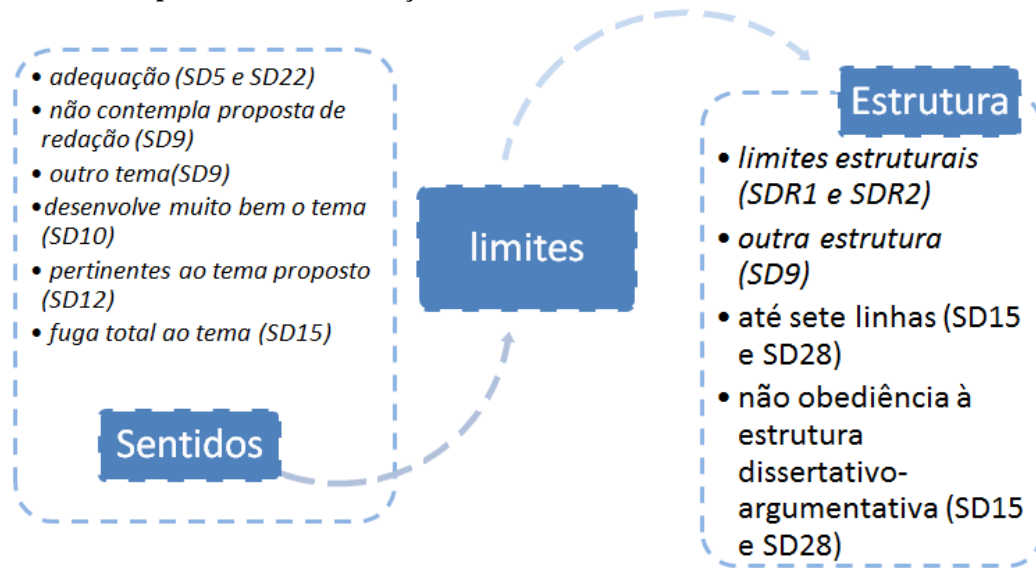 • adequação (SD5 e SD22)
• não contempla proposta de
redação (SD9)
• outro tema(SD9)
•desenvolve muito bem o tema
(SD10)
• pertinentes ao tema proposto
(SD12)
• fuga total ao tema (SD15)
Sentidos
limites
Estrutura
• limites estruturais
(SDR1 e SDR2)
• outra estrutura
(SD9)
• até sete linhas (SD15
e SD28)
• não obediência à
estrutura
dissertativo-
argumentativa (SD15
e SD28)